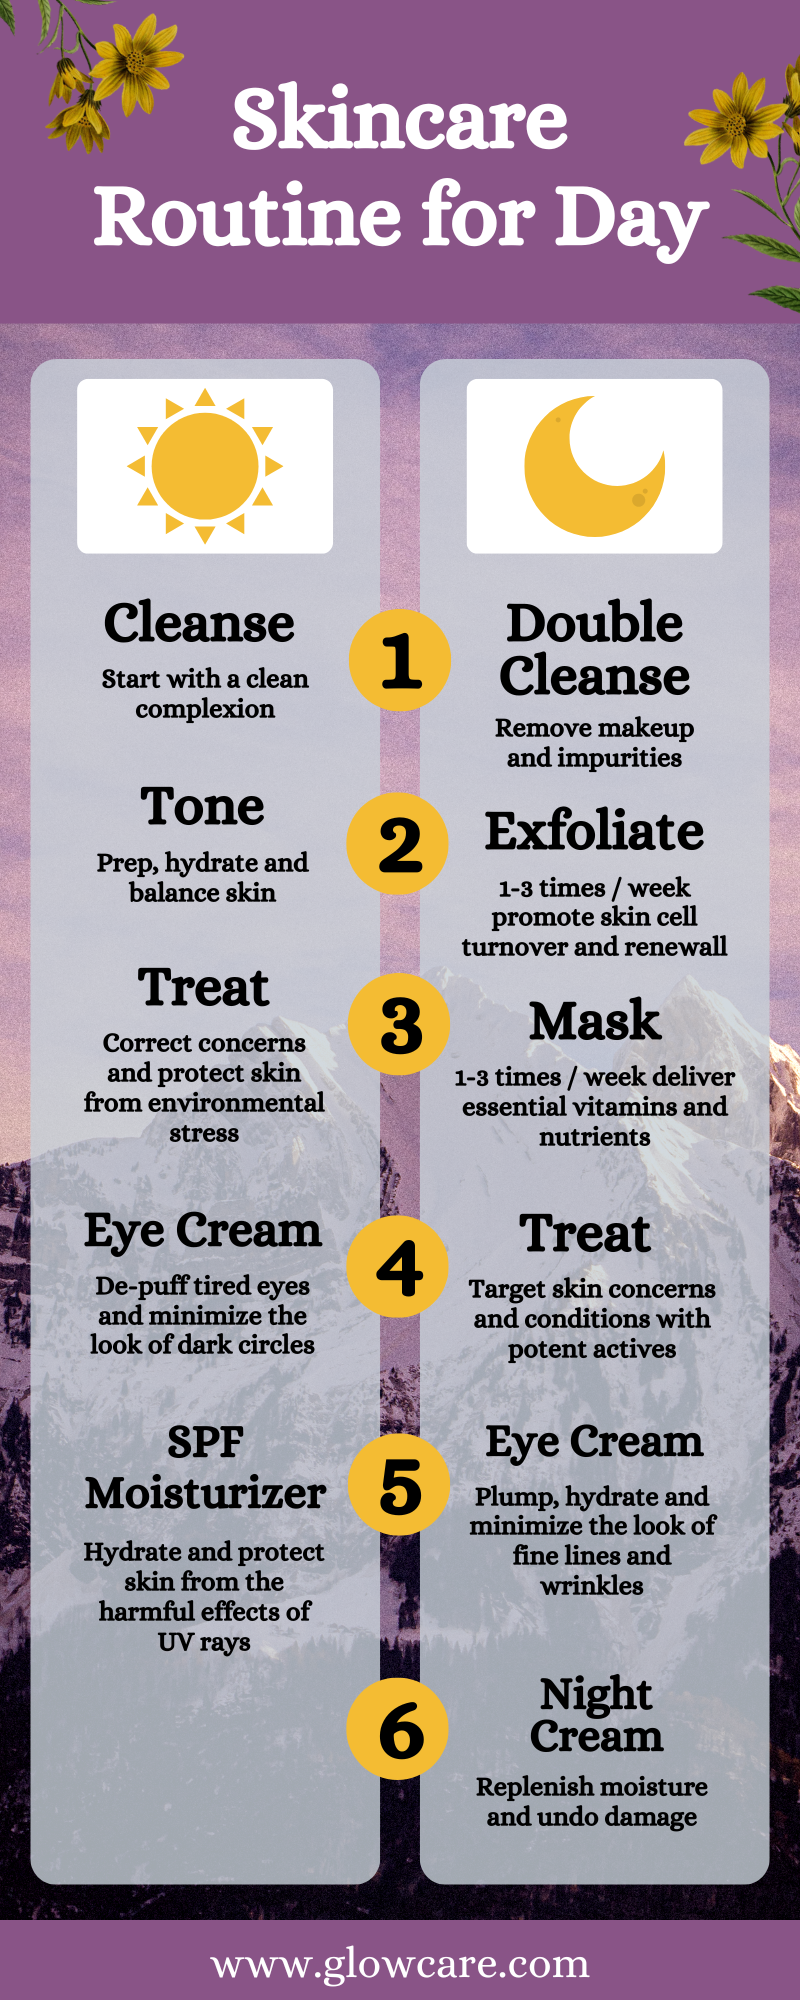 Skincare
Routine for Day
Cleanse
Start with a clean
complexion
1
Double
Cleanse
Remove makeup
and impurities
Tone
Prep, hydrate and
balance skin
2
Exfoliate
1-3 times / week
promote skin cell
turnover and renewall
Treat
Correct concerns
and protect skin
from environmental
stress
3
Mask
1-3 times / week deliver
essential vitamins and
nutrients
Eye Cream
De-puff tired eyes
and minimize the
look of dark circles
4
Treat
Target skin concerns
and conditions with
potent actives
SPF
Moisturizer
Hydrate and protect
skin from the
harmful effects of
UV rays
5
Eye Cream
Plump, hydrate and
minimize the look of
fine lines and
wrinkles
6
Night
Cream
Replenish moisture
and undo damage
www.glowcare.com